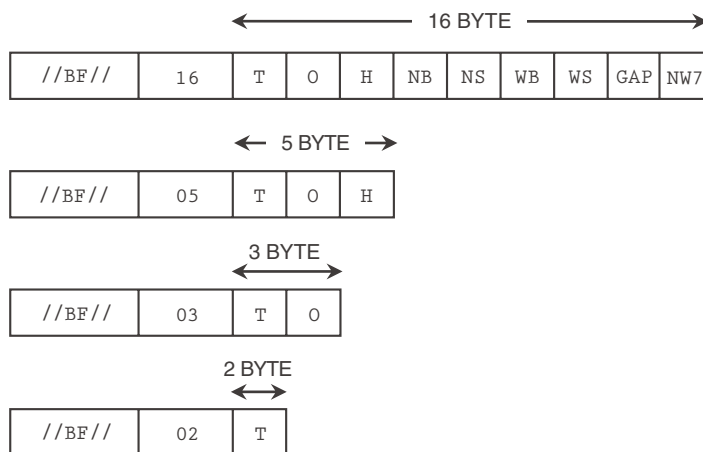 16 BYTE
//BF// 16 T O H NB NS WB WS GAP NW7
5 BYTE
//BF// 05 T O H
3 BYTE
//BF// 03 T O
2 BYTE
//BF// 02 T